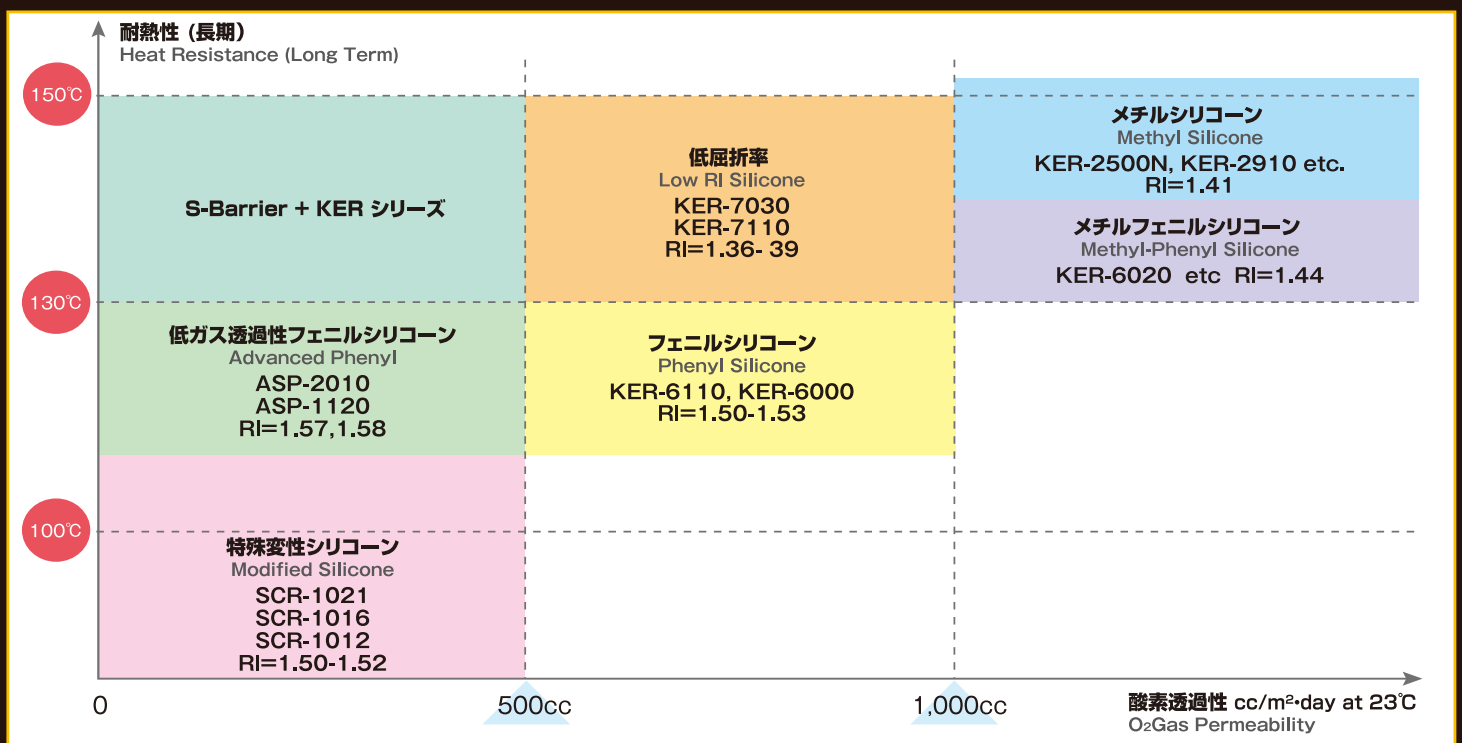 耐熱性 (長期)
Heat Resistance (Long Term)
150℃
130℃
100℃
S-Barrier + KER シリーズ
低屈折率
Low RI Silicone
KER-7030
KER-7110
RI=1.36- 39
メチルシリコーン
Methyl Silicone
KER-2500N, KER-2910 etc.
RI=1.41
メチルフェニルシリコーン
Methyl-Phenyl Silicone
KER-6020 etc RI=1.44
低ガス透過性フェニルシリコーン
Advanced Phenyl
ASP-2010
ASP-1120
RI=1.57,1.58
フェニルシリコーン
Phenyl Silicone
KER-6110, KER-6000
RI=1.50-1.53
特殊変性シリコーン
Modified Silicone
SCR-1021
SCR-1016
SCR-1012
RI=1.50-1.52
0
500cc
1,000cc
酸素透過性 cc/m²・day at 23℃
O₂Gas Permeability